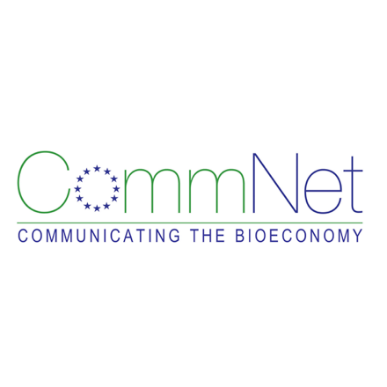 CommNet
COMMUNICATING THE BIOECONOMY